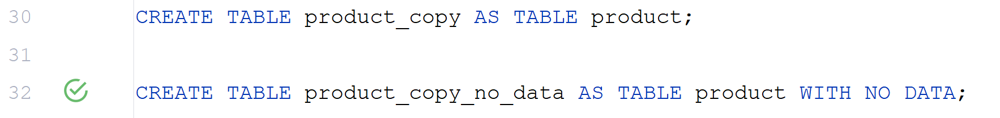 30 CREATE TABLE product_copy AS TABLE product;
31
32 CREATE TABLE product_copy_no_data AS TABLE product WITH NO DATA;